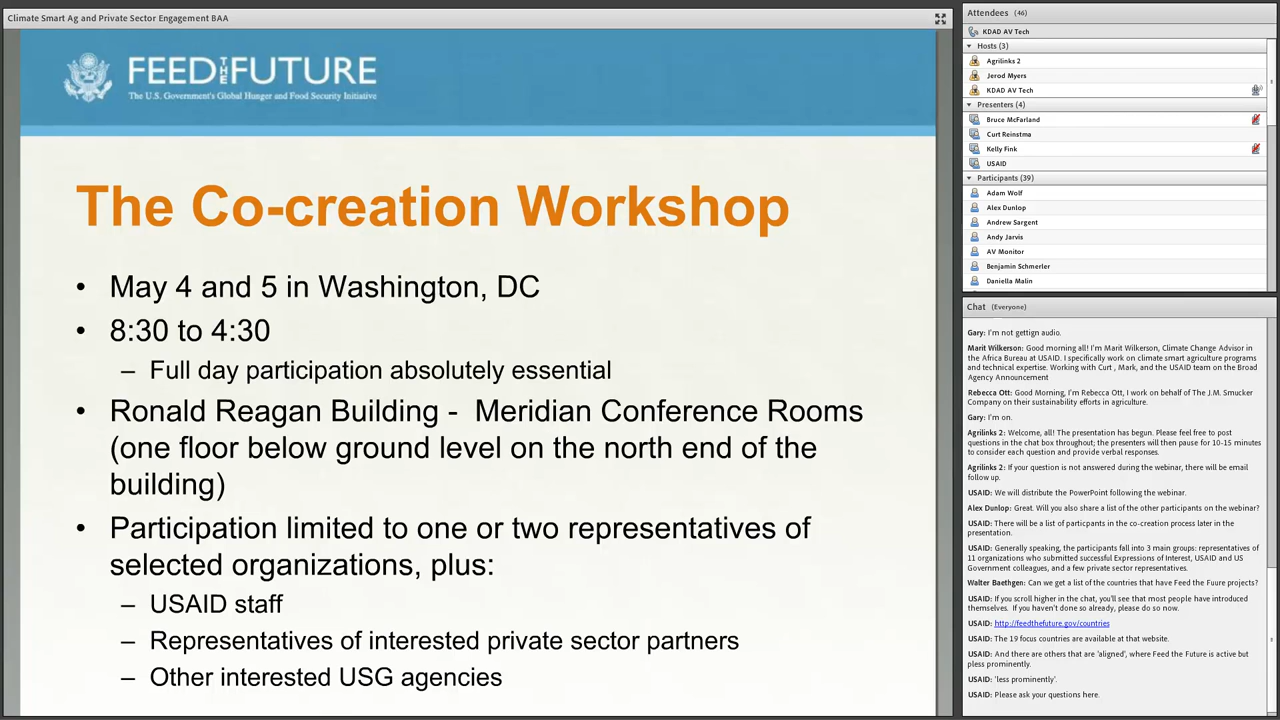 Climate Smart Ag and Private Sector Engagement BAA
FEED THE FUTURE
The U.S. Government's Global Hunger and Food Security Initiative
The Co-creation Workshop
• May 4 and 5 in Washington, DC
• 8:30 to 4:30
– Full day participation absolutely essential
• Ronald Reagan Building - Meridian Conference Rooms
(one floor below ground level on the north end of the
building)
• Participation limited to one or two representatives of
selected organizations, plus:
– USAID staff
– Representatives of interested private sector partners
– Other interested USG agencies
Attendees (46)
KDAD AV Tech
Hosts (3)
Agrilinks 2
Jerod Myers
KDAD AV Tech
Presenters (4)
Bruce McFarland
Curt Reinstma
Kelly Fink
USAID
Participants (39)
Adam Wolf
Alex Dunlop
Andrew Sargent
Andy Jarvis
AV Monitor
Benjamin Schmerler
Daniella Malin
Chat (Everyone)
Gary: I'm not gettign audio.
Marit Wilkerson: Good morning all! I'm Marit Wilkerson, Climate Change Advisor in
the Africa Bureau at USAID. I specifically work on climate smart agriculture programs
and technical expertise. Working with Curt , Mark, and the USAID team on the Broad
Agency Announcement
Rebecca Ott: Good Morning, I'm Rebecca Ott, I work on behalf of The J.M. Smucker
Company on their sustainability efforts in agriculture.
Gary: I'm on.
Agrilinks 2: Welcome, all! The presentation has begun. Please feel free to post
questions in the chat box throughout; the presenters will then pause for 10-15 minutes
to consider each question and provide verbal responses.
Agrilinks 2: If your question is not answered during the webinar, there will be email
follow up.
USAID: We will distribute the PowerPoint following the webinar.
Alex Dunlop: Great. Will you also share a list of the other participants on the webinar?
USAID: There will be a list of particpants in the co-creation process later in the
presentation.
USAID: Generally speaking, the participants fall into 3 main groups: representatives of
11 organizations who submitted successful Expressions of Interest, USAID and US
Government colleagues, and a few private sector representatives.
Walter Baethgen: Can we get a list of the countries that have Feed the Fuure projects?
USAID: If you scroll higher in the chat, you'll see that most people have introduced
themselves. If you haven't done so already, please do so now.
USAID: http://feedthefuture.gov/countries
USAID: The 19 focus countries are available at that website.
USAID: And there are others that are 'aligned', where Feed the Future is active but
pless prominently.
USAID: 'less prominently'.
USAID: Please ask your questions here.